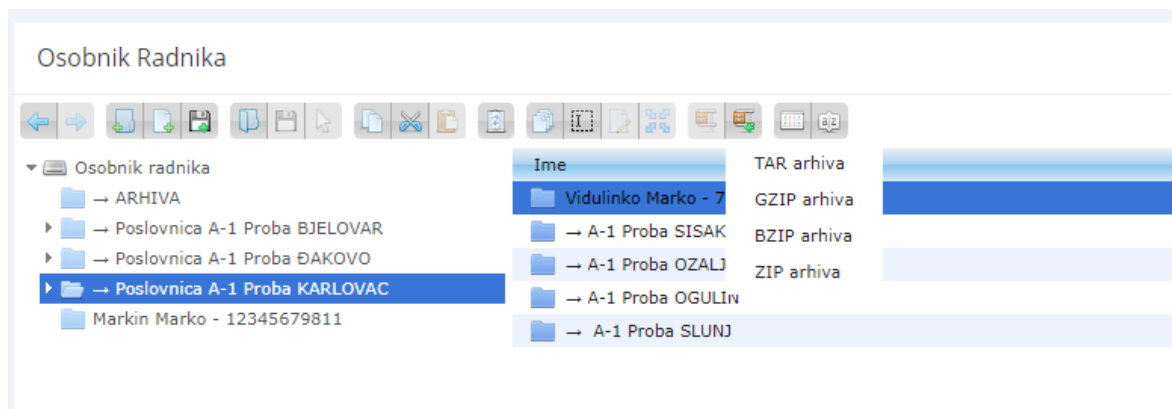 Osobnik Radnika
Osobnik radnika
→ ARHIVA
→ Poslovnica A-1 Proba BJELOVAR
→ Poslovnica A-1 Proba ĐAKOVO
→ Poslovnica A-1 Proba KARLOVAC
Markin Marko - 12345679811
Ime
Vidulinko Marko - 7
→ A-1 Proba SISAK
→ A-1 Proba OZALJ
→ A-1 Proba OGULIN
→ A-1 Proba SLUNJ
TAR arhiva
GZIP arhiva
BZIP arhiva
ZIP arhiva